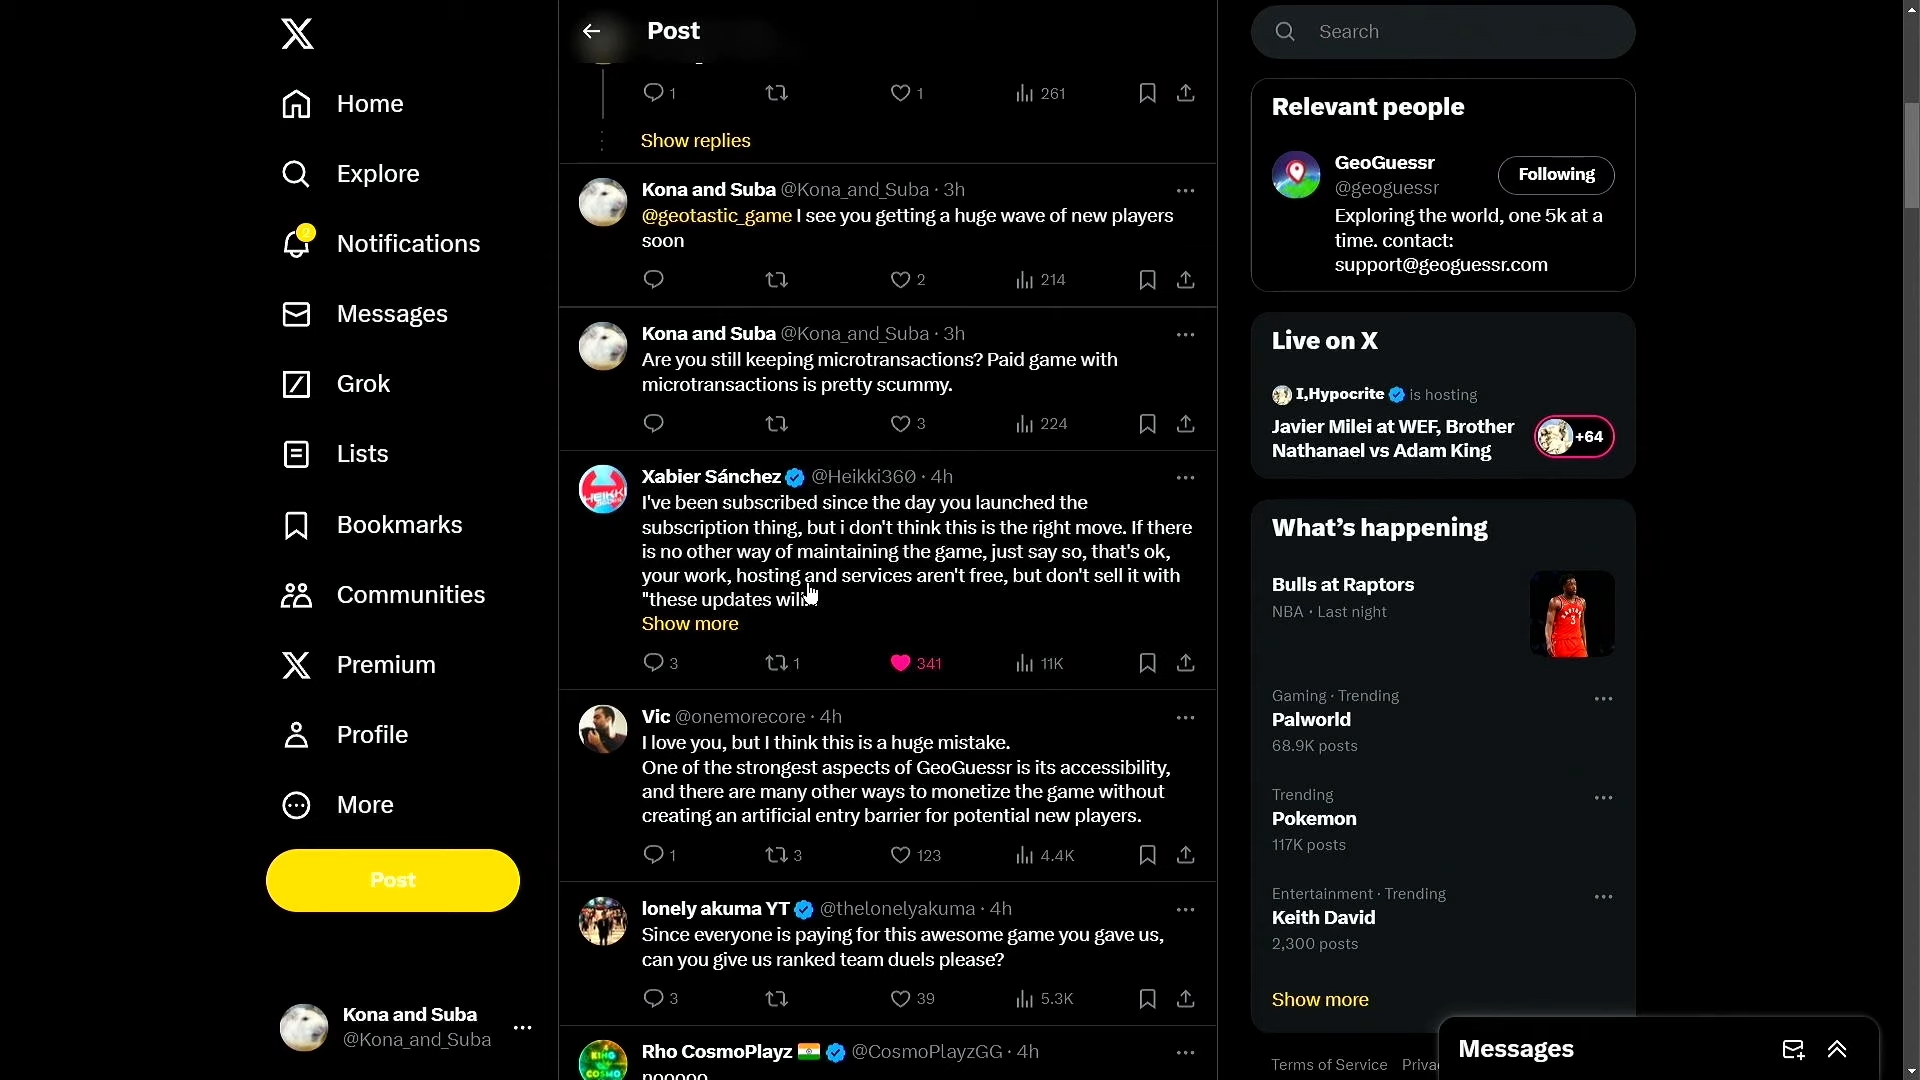 Home
Explore
Notifications
Messages
Grok
Lists
Bookmarks
Communities
Premium
Profile
More
Post
Kona and Suba
@Kona_and_Suba
Post
1
1
261
Show replies
Kona and Suba @Kona_and_Suba · 3h
@geotastic_game I see you getting a huge wave of new players
soon
2
214
Kona and Suba @Kona_and_Suba · 3h
Are you still keeping microtransactions? Paid game with
microtransactions is pretty scummy.
3
224
Xabier Sánchez @Heikki360 · 4h
I've been subscribed since the day you launched the
subscription thing, but i don't think this is the right move. If there
is no other way of maintaining the game, just say so, that's ok,
your work, hosting and services aren't free, but don't sell it with
"these updates will
Show more
3
1
341
11K
Vic @onemorecore · 4h
I love you, but I think this is a huge mistake.
One of the strongest aspects of GeoGuessr is its accessibility,
and there are many other ways to monetize the game without
creating an artificial entry barrier for potential new players.
1
3
123
4.4K
lonely akuma YT @thelonelyakuma · 4h
Since everyone is paying for this awesome game you gave us,
can you give us ranked team duels please?
3
39
5.3K
Rho CosmoPlayz @CosmoPlayzGG · 4h
nooooo
Search
Relevant people
GeoGuessr
@geoguessr
Following
Exploring the world, one 5k at a
time. contact:
support@geoguessr.com
Live on X
I,Hypocrite is hosting
Javier Milei at WEF, Brother
Nathanael vs Adam King
+64
What's happening
Bulls at Raptors
NBA · Last night
Gaming · Trending
Palworld
68.9K posts
Trending
Pokemon
117K posts
Entertainment · Trending
Keith David
2,300 posts
Show more
Terms of Service
Messages